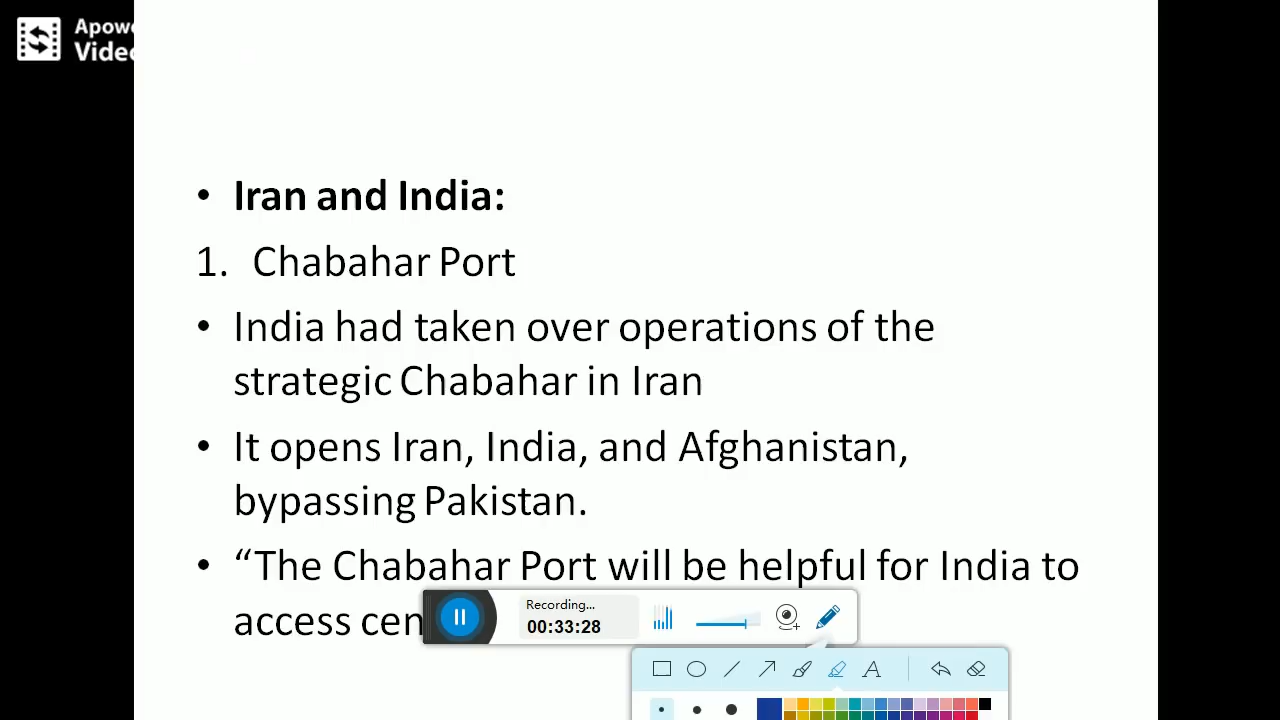 Apowe
Video
• Iran and India:
1. Chabahar Port
• India had taken over operations of the
strategic Chabahar in Iran
• It opens Iran, India, and Afghanistan,
bypassing Pakistan.
• “The Chabahar Port will be helpful for India to
access cen
Recording...
00:33:28
A